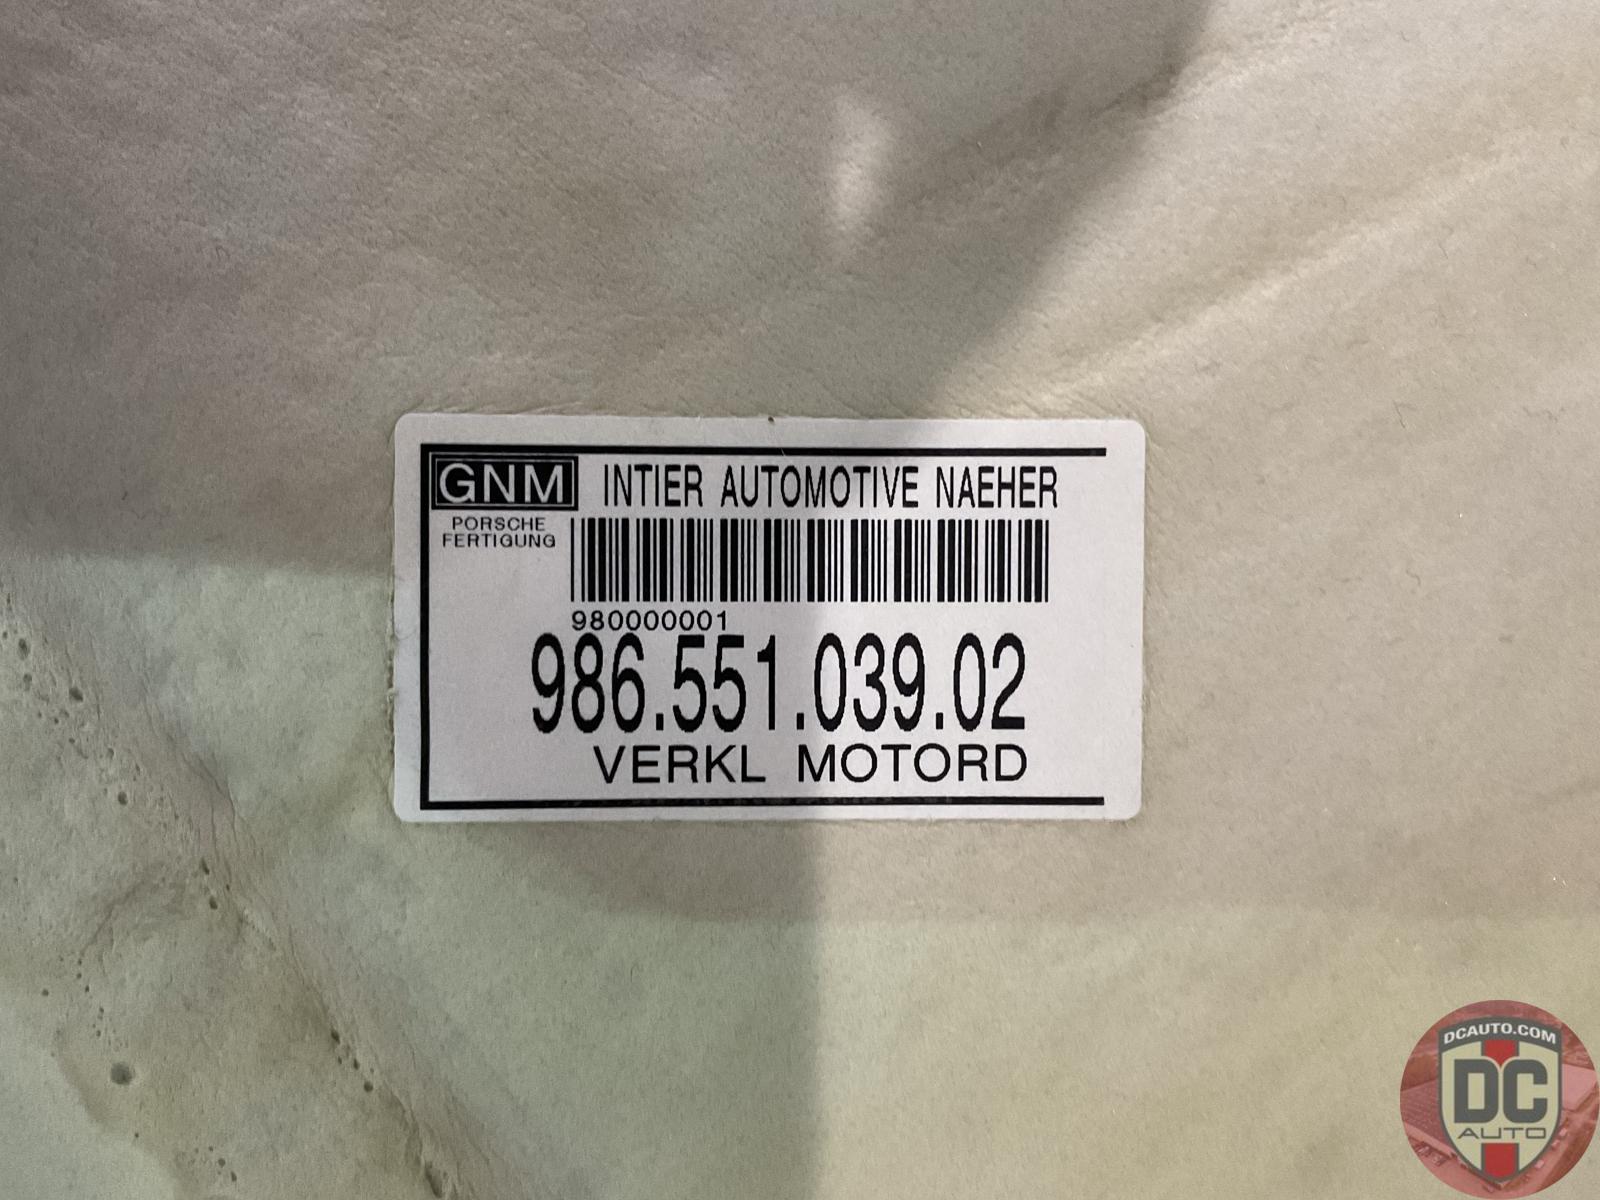 GNM INTIER AUTOMOTIVE NAEHER
PORSCHE
FERTIGUNG
980000001
986.551.039.02
VERKL MOTORD
DCAUTO.COM
DC
AUTO